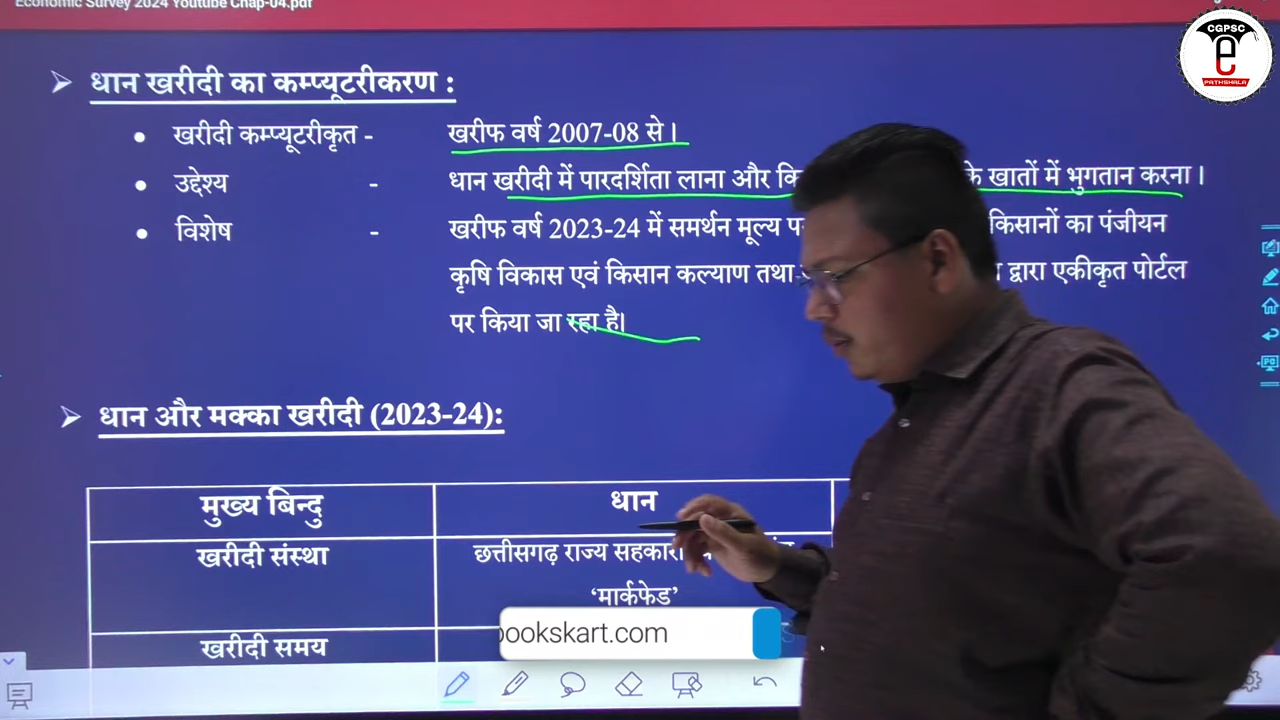 Economic Survey 2024 Youtube Chap-04.pdf
CGPSC
e
PATHSHALA
➢ धान खरीदी का कम्प्यूटरीकरण :
• खरीदी कम्प्यूटरीकृत - खरीफ वर्ष 2007-08 से ।
• उद्देश्य - धान खरीदी में पारदर्शिता लाना और के खातों में भुगतान करना ।
• विशेष - खरीफ वर्ष 2023-24 में समर्थन मूल्य किसानों का पंजीयन
कृषि विकास एवं किसान कल्याण तथा द्वारा एकीकृत पोर्टल
पर किया जा रहा है।
➢ धान और मक्का खरीदी (2023-24):
मुख्य बिन्दु धान
खरीदी संस्था छत्तीसगढ़ राज्य सहकारी
‘मार्कफेड’
bookskart.com
खरीदी समय